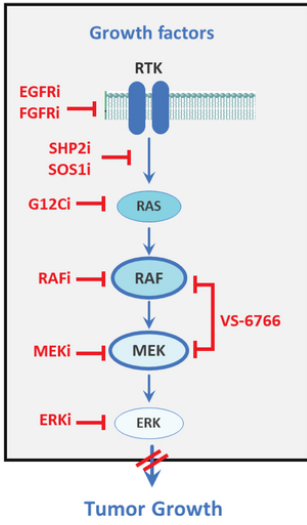 Growth factors
RTK
EGFRi
FGFRi
SHP2i
SOS1i
G12Ci
RAS
RAFi
RAF
VS-6766
MEKi
MEK
ERKi
ERK
Tumor Growth